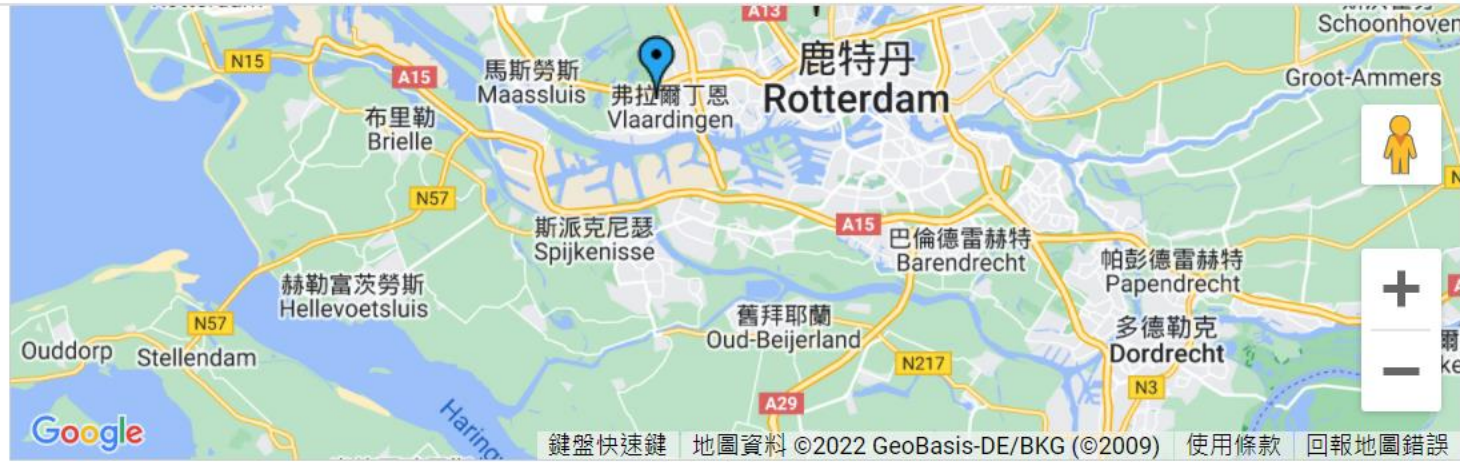 A13
Schoonhoven
N15
A15
馬斯勞斯
Maassluis
弗拉爾丁恩
Vlaardingen
鹿特丹
Rotterdam
Groot-Ammers
布里勒
Brielle
N57
斯派克尼瑟
Spijkenisse
A15
巴倫德雷赫特
Barendrecht
帕彭德雷赫特
Papendrecht
赫勒富茨勞斯
Hellevoetsluis
N57
舊拜耶蘭
Oud-Beijerland
多德勒克
Dordrecht
Ouddorp
Stellendam
N217
N3
A29
Haringv
Google
鍵盤快速鍵
地圖資料 ©2022 GeoBasis-DE/BKG (©2009)
使用條款
回報地圖錯誤